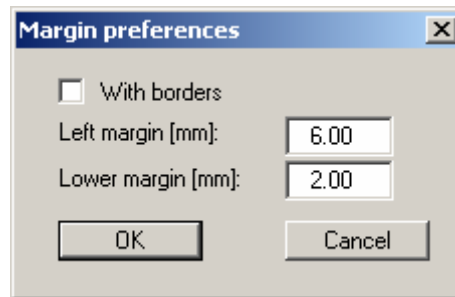 Margin preferences
With borders
Left margin [mm]: 6.00
Lower margin [mm]: 2.00
OK Cancel